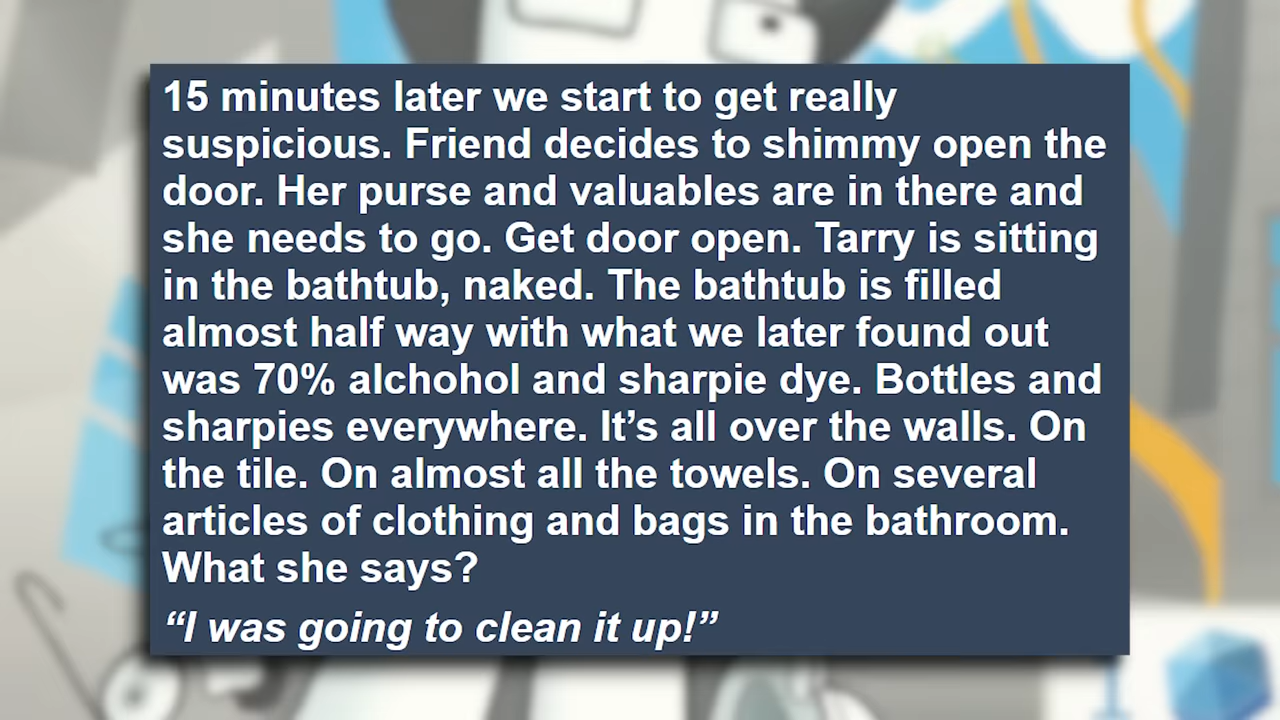 15 minutes later we start to get really
suspicious. Friend decides to shimmy open the
door. Her purse and valuables are in there and
she needs to go. Get door open. Tarry is sitting
in the bathtub, naked. The bathtub is filled
almost half way with what we later found out
was 70% alchohol and sharpie dye. Bottles and
sharpies everywhere. It’s all over the walls. On
the tile. On almost all the towels. On several
articles of clothing and bags in the bathroom.
What she says?
“I was going to clean it up!”